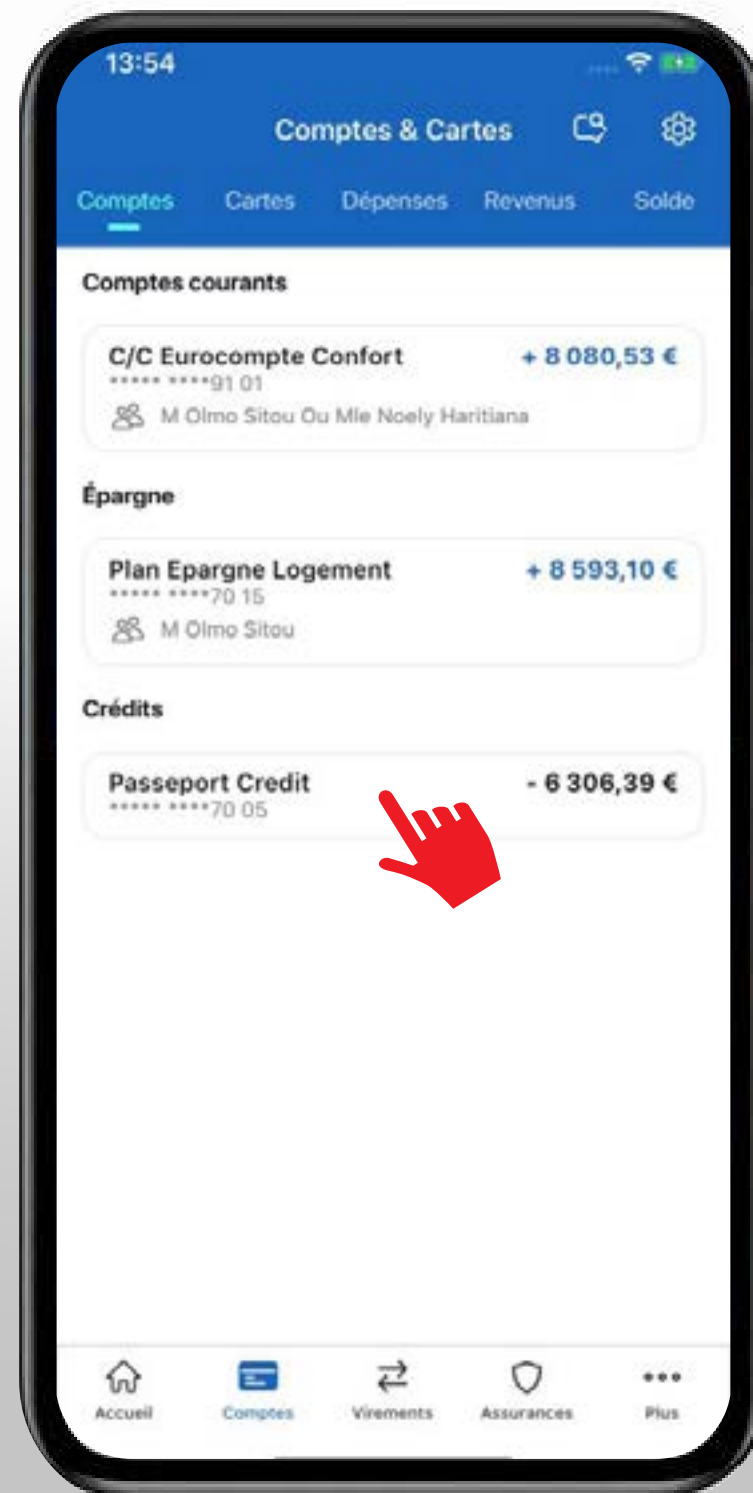 13:54
Comptes & Cartes
Comptes Cartes Dépenses Revenus Solde
Comptes courants
C/C Eurocompte Confort + 8 080,53 €
***** ****91 01
M Olmo Sitou Ou Mle Noely Haritiana
Épargne
Plan Epargne Logement + 8 593,10 €
***** ****70 15
M Olmo Sitou
Crédits
Passeport Credit - 6 306,39 €
***** ****70 05
Accueil Comptes Virements Assurances Plus